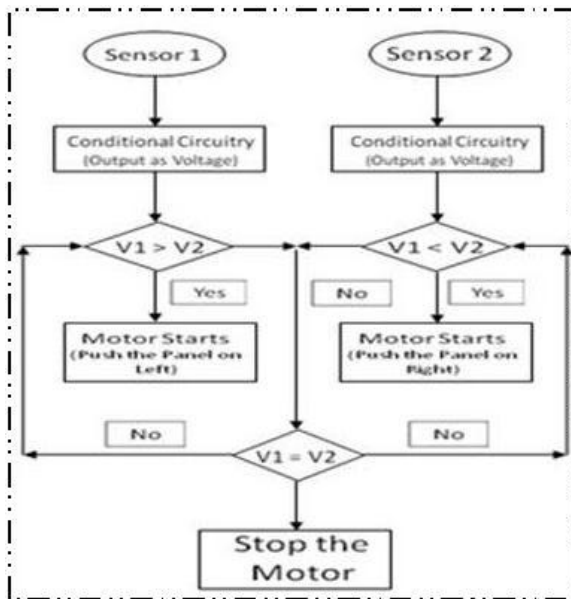 Sensor 1
Sensor 2
Conditional Circuitry
(Output as Voltage)
Conditional Circuitry
(Output as Voltage)
V1 > V2
V1 < V2
Yes
No
Yes
Motor Starts
(Push the Panel on
Left)
Motor Starts
(Push the Panel on
Right)
No
No
V1 = V2
Stop the
Motor